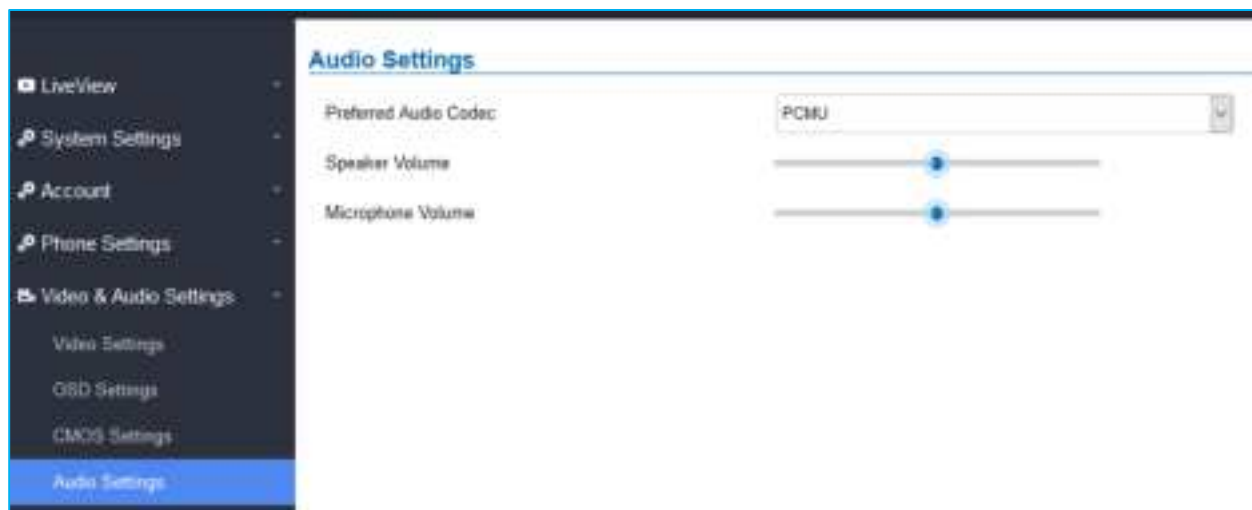 LiveView
System Settings
Account
Phone Settings
Video & Audio Settings
Video Settings
OSD Settings
CMOS Settings
Audio Settings
Audio Settings
Preferred Audio Codec
PCMU
Speaker Volume
Microphone Volume